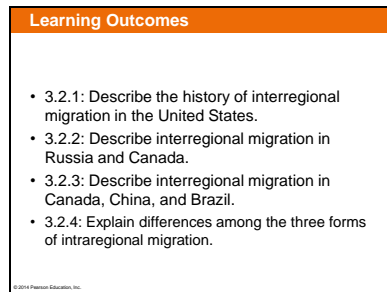 Learning Outcomes
• 3.2.1: Describe the history of interregional
migration in the United States.
• 3.2.2: Describe interregional migration in
Russia and Canada.
• 3.2.3: Describe interregional migration in
Canada, China, and Brazil.
• 3.2.4: Explain differences among the three forms
of intraregional migration.
© 2014 Pearson Education, Inc.